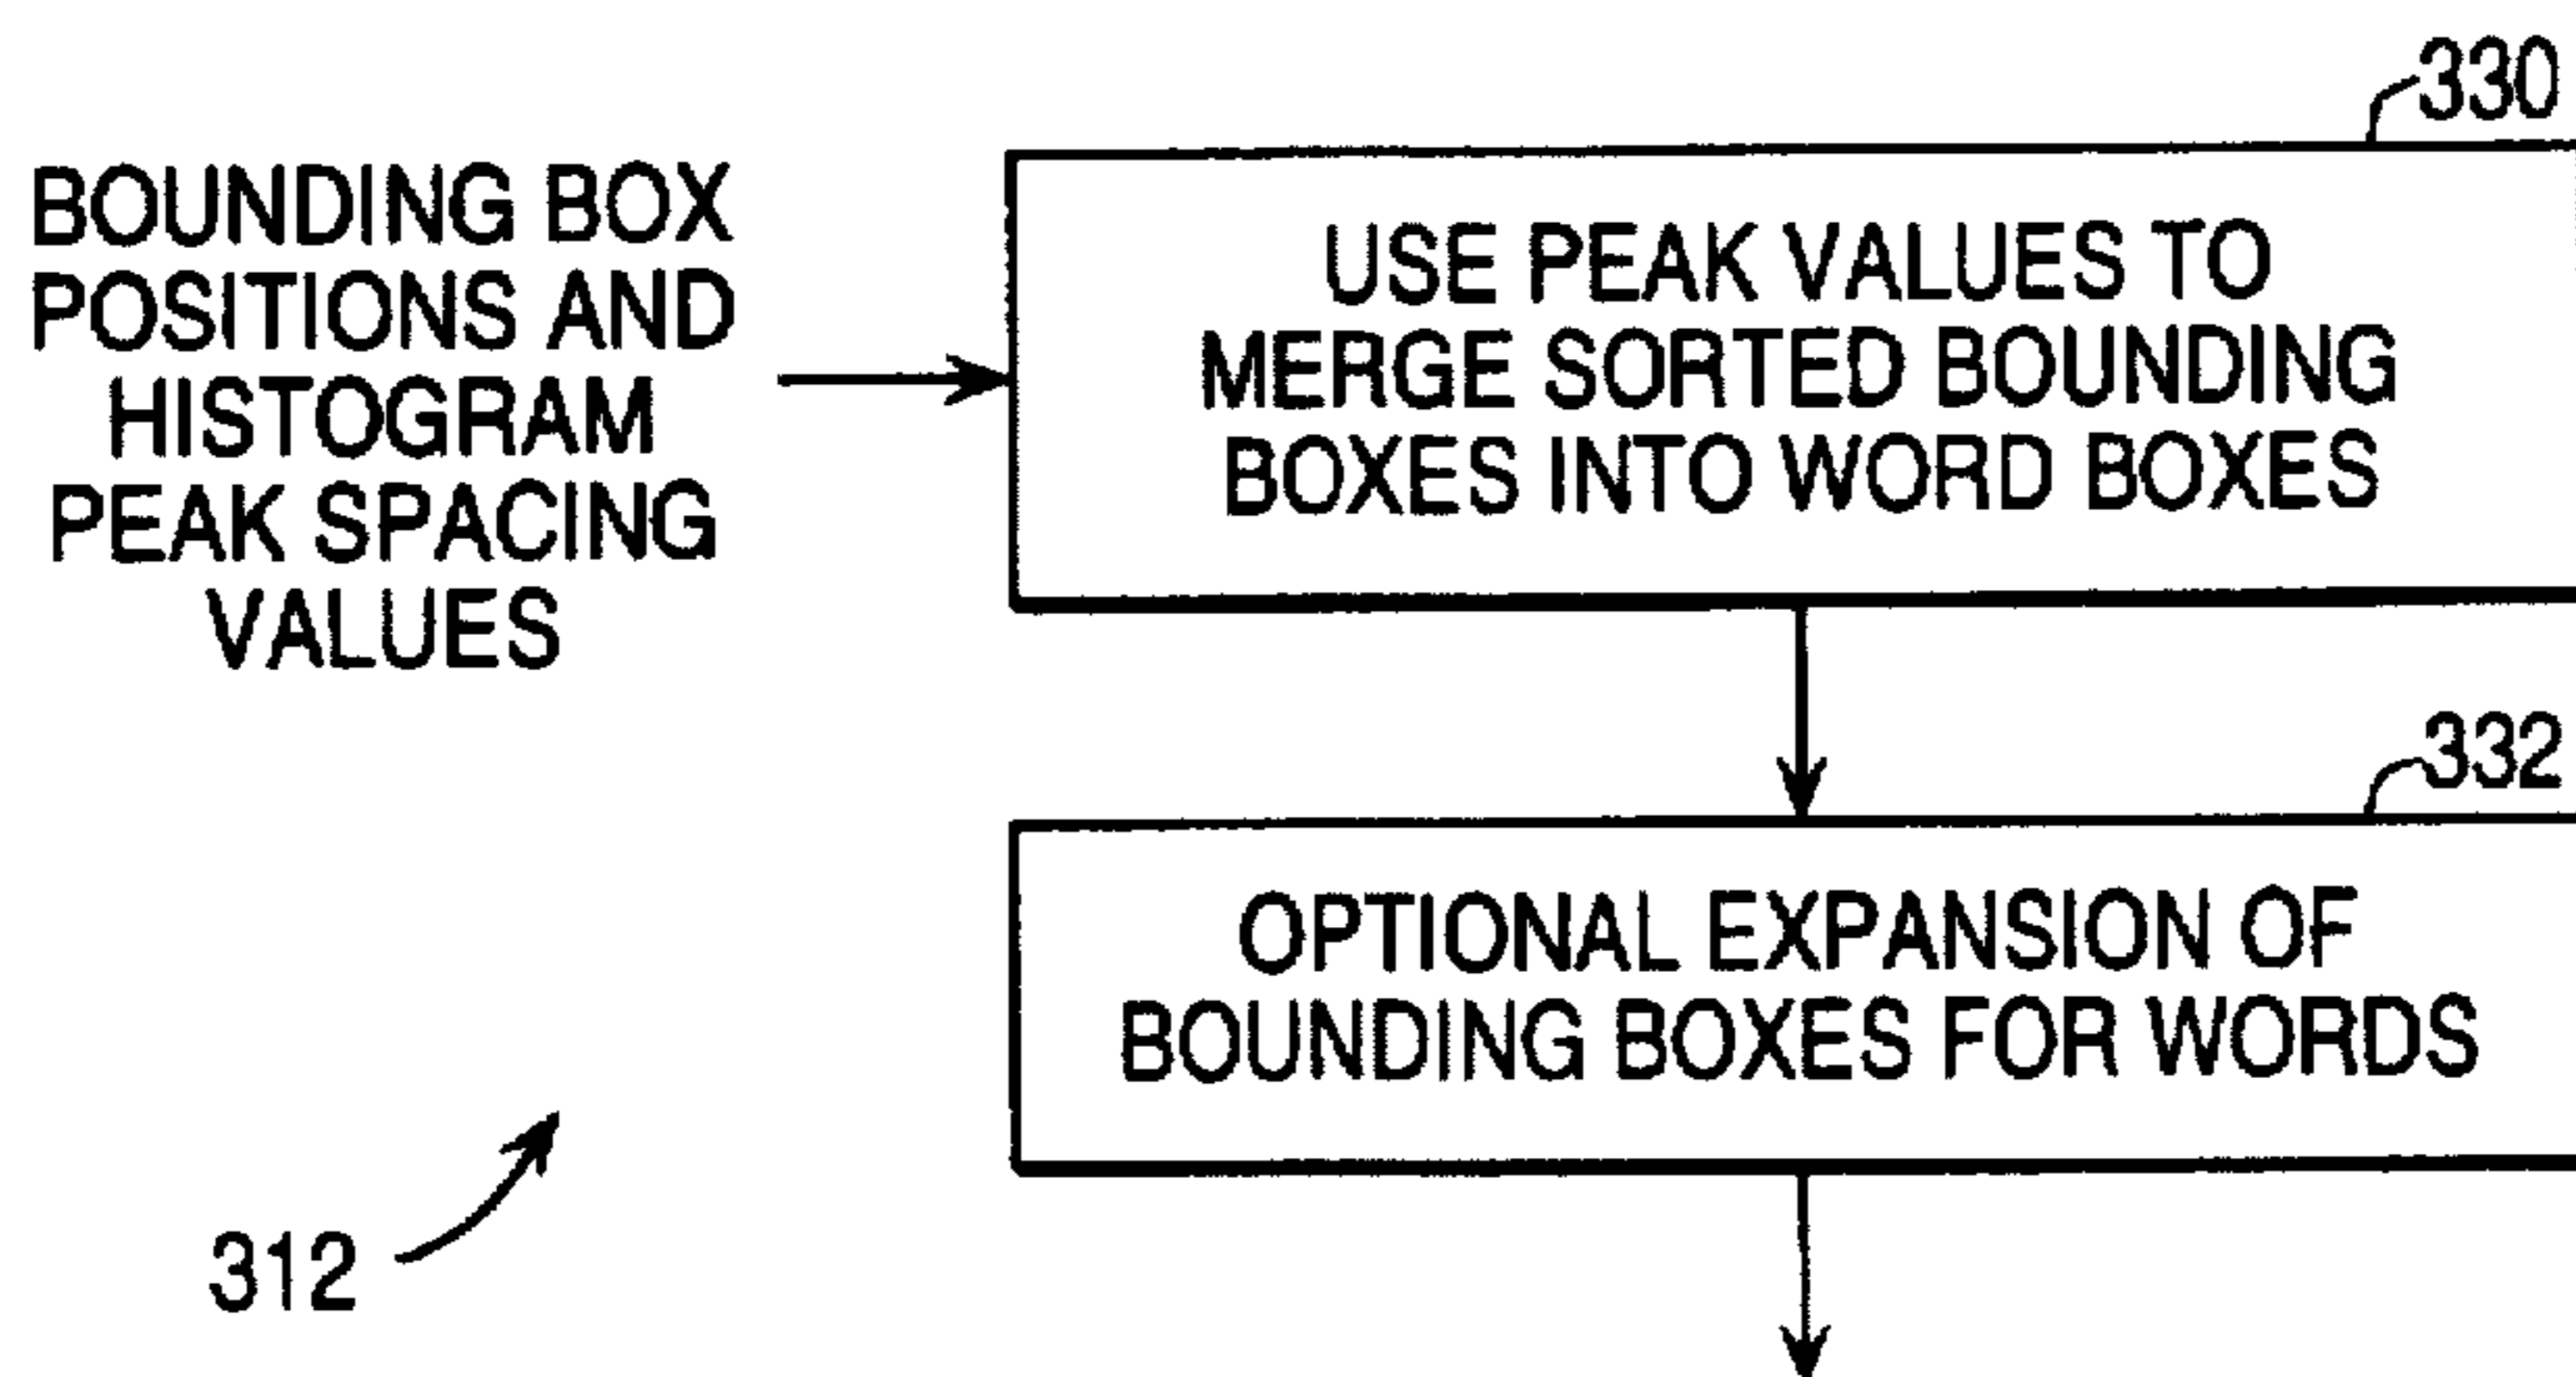 330
BOUNDING BOX
POSITIONS AND
HISTOGRAM
PEAK SPACING
VALUES
USE PEAK VALUES TO
MERGE SORTED BOUNDING
BOXES INTO WORD BOXES
332
OPTIONAL EXPANSION OF
BOUNDING BOXES FOR WORDS
312